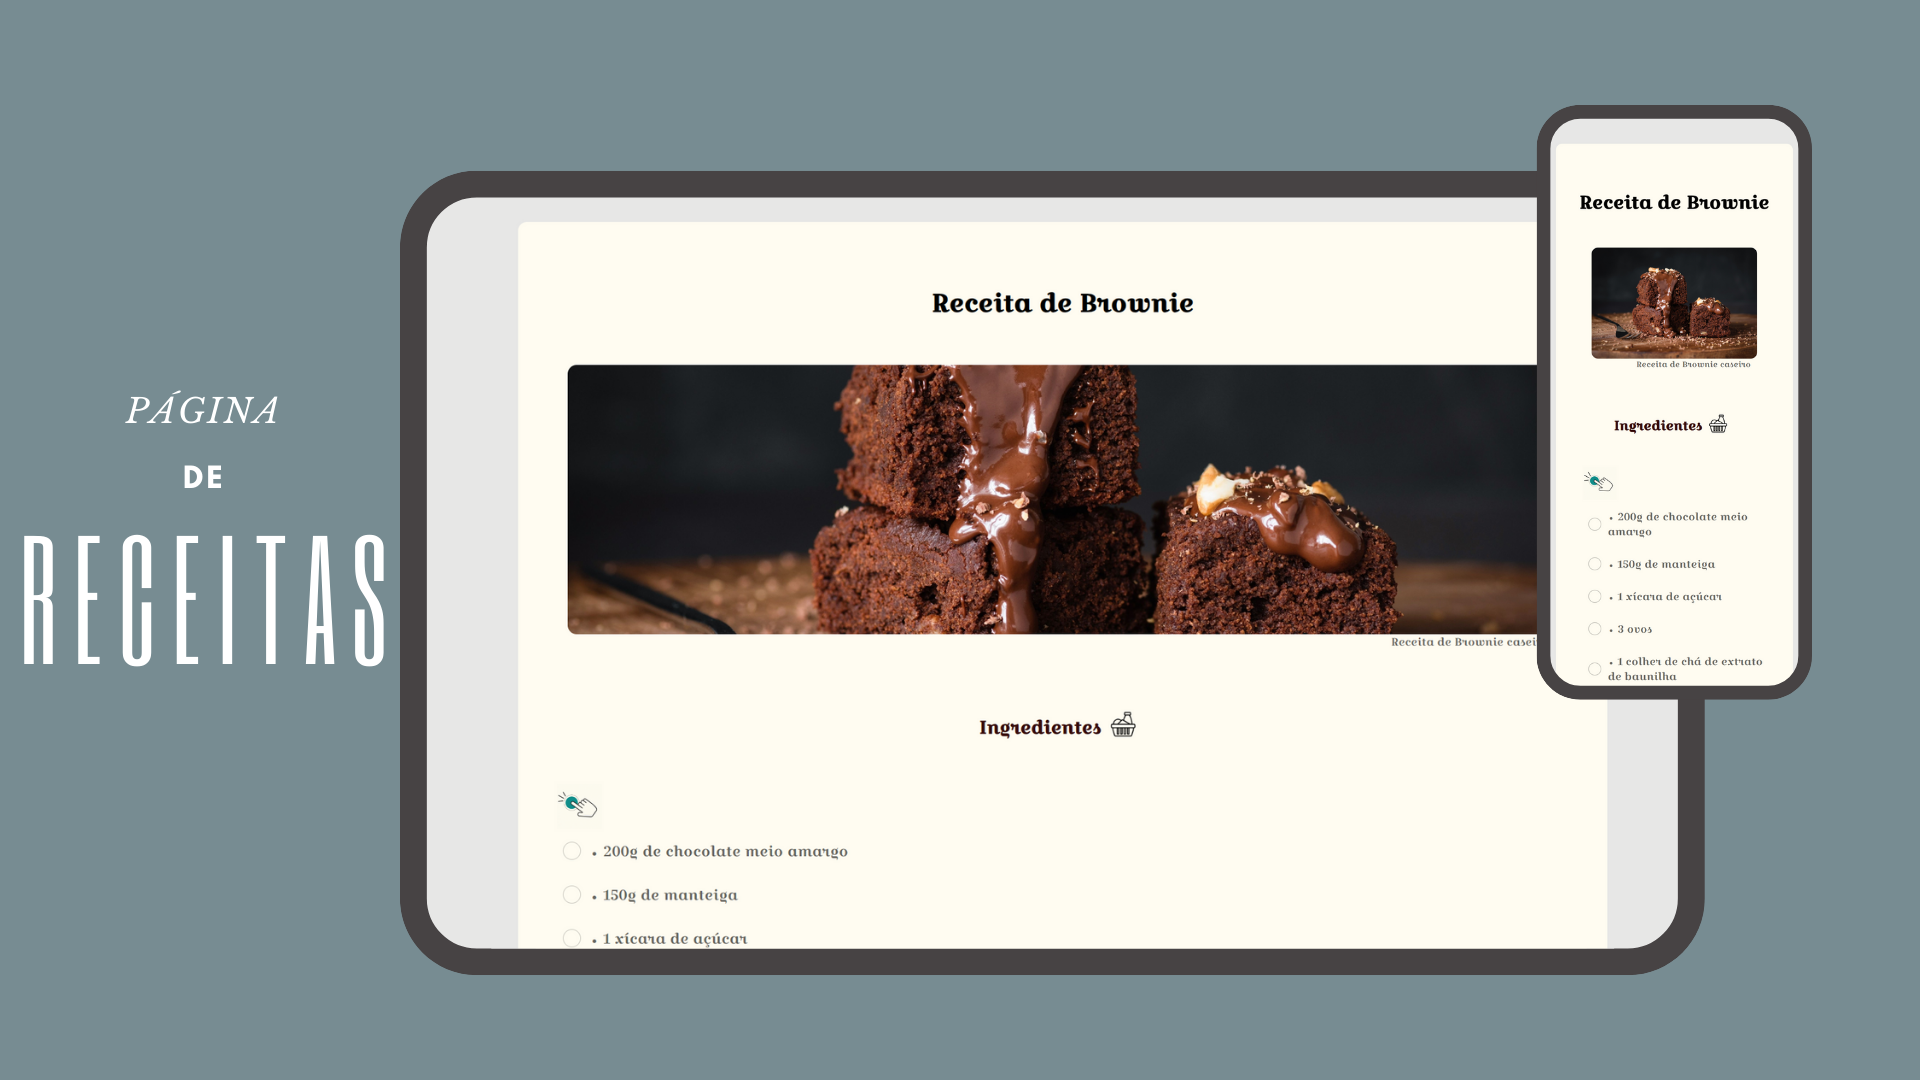 PÁGINA
DE
RECEITAS
Receita de Brownie
Receita de Brownie casei
Ingredientes
• 200g de chocolate meio amargo
• 150g de manteiga
• 1 xícara de açúcar
Receita de Brownie
Receita de Brownie caseiro
Ingredientes
• 200g de chocolate meio
amargo
• 150g de manteiga
• 1 xícara de açúcar
• 3 ovos
• 1 colher de chá de extrato
de baunilha